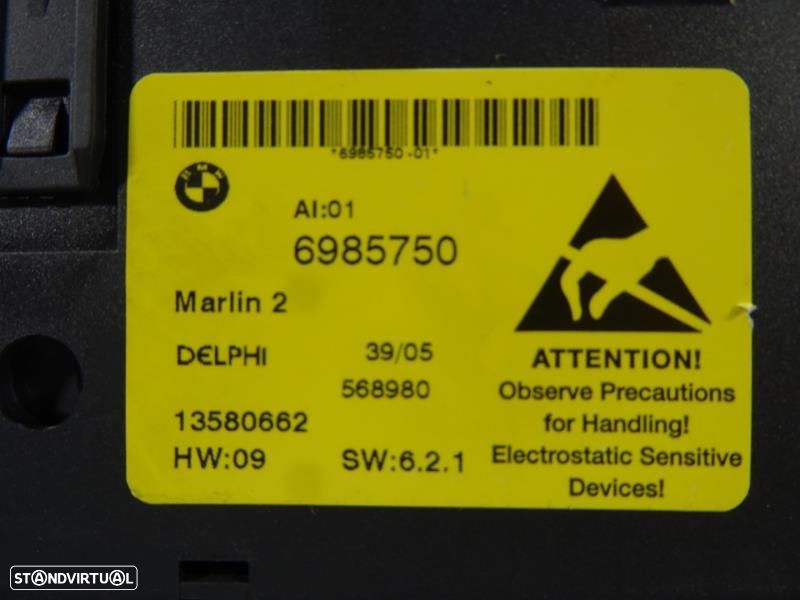 *6985750-01*
BMW
AI:01
6985750
Marlin 2
DELPHI 39/05
568980
13580662
HW:09 SW:6.2.1
ATTENTION!
Observe Precautions
for Handling!
Electrostatic Sensitive
Devices!
STANDVIRTUAL